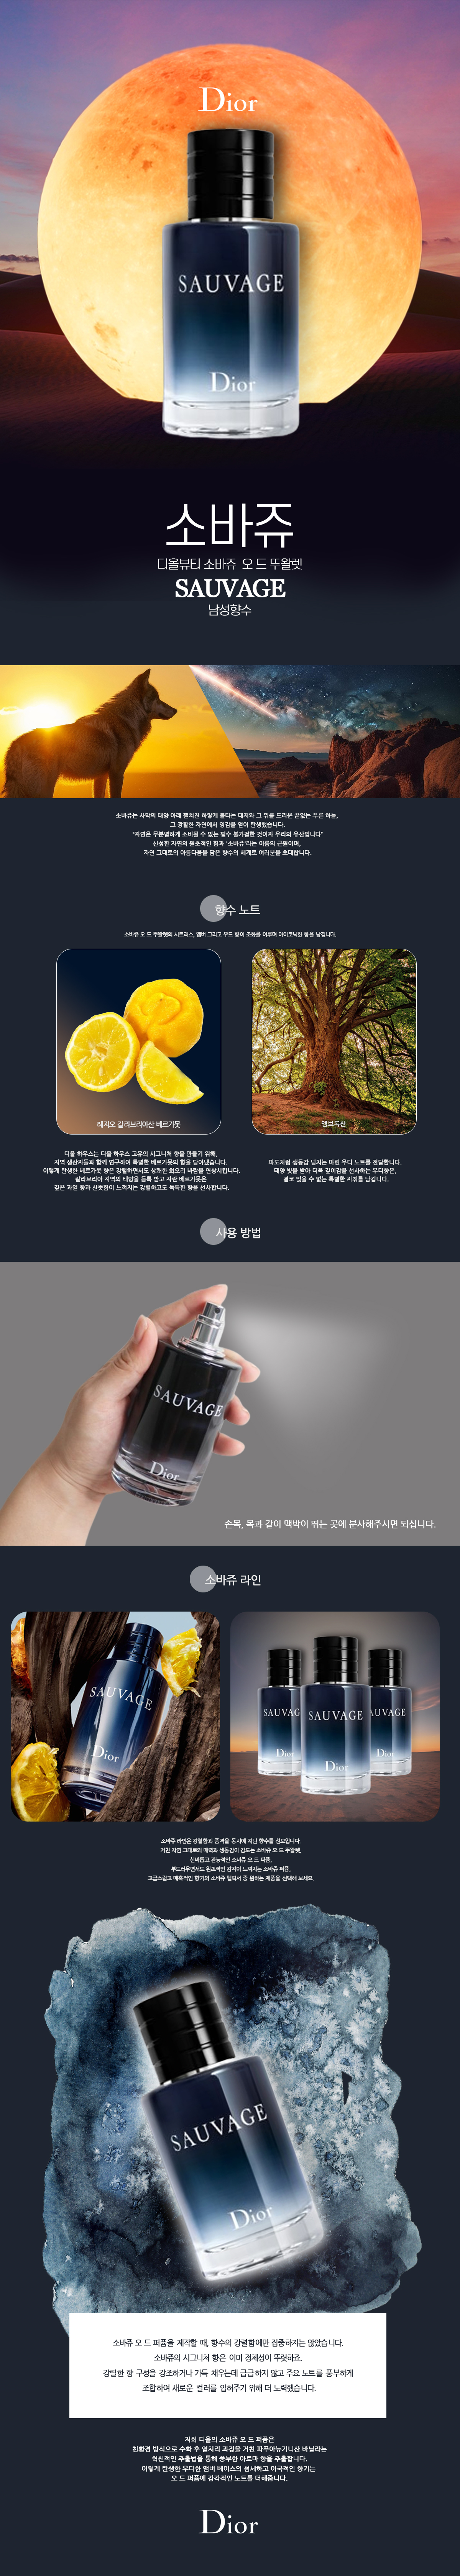 Dior
SAUVAGE
Dior
소바쥬
디올뷰티 소바쥬 오 드 뚜왈렛
SAUVAGE
남성향수
소바쥬는 사막의 태양 아래 펼쳐진 하얗게 불타는 대지와 그 위를 드리운 끝없는 푸른 하늘,
그 광활한 자연에서 영감을 얻어 탄생했습니다.
"자연은 무분별하게 소비될 수 없는 필수 불가결한 것이자 우리의 유산입니다"
신성한 자연의 원초적인 힘과 '소바쥬'라는 이름의 근원이며,
자연 그대로의 아름다움을 담은 향수의 세계로 여러분을 초대합니다.
향수 노트
소바쥬 오 드 뚜왈렛의 시트러스, 앰버 그리고 우드 향이 조화를 이루며 아이코닉한 향을 남깁니다.
레지오 칼라브리아산 베르가못
앰브록산
디올 하우스는 디올 하우스 고유의 시그니처 향을 만들기 위해,
지역 생산자들과 함께 연구하여 특별한 베르가못의 향을 담아냈습니다.
이렇게 탄생한 베르가못 향은 강렬하면서도 상쾌한 회오리 바람을 연상시킵니다.
칼라브리아 지역의 태양을 듬뿍 받고 자란 베르가못은
깊은 과일 향과 산뜻함이 느껴지는 강렬하고도 독특한 향을 선사합니다.
파도처럼 생동감 넘치는 마린 우디 노트를 전달합니다.
태양 빛을 받아 더욱 깊이감을 선사하는 우디향은,
결코 잊을 수 없는 특별한 자취를 남깁니다.
사용 방법
SAUVAGE
Dior
손목, 목과 같이 맥박이 뛰는 곳에 분사해주시면 되십니다.
소바쥬 라인
SAUVAGE
Dior
SAUVAG
SAUVAGE
AUVAGE
Dior
Dior
Dior
소바쥬 라인은 강렬함과 품격을 동시에 지닌 향수를 선보입니다.
거친 자연 그대로의 매력과 생동감이 감도는 소바쥬 오 드 뚜왈렛,
신비롭고 관능적인 소바쥬 오 드 퍼퓸,
부드러우면서도 원초적인 감각이 느껴지는 소바쥬 퍼퓸,
고급스럽고 매혹적인 향기의 소바쥬 엘릭서 중 원하는 제품을 선택해 보세요.
SAUVAGE
Dior
소바쥬 오 드 퍼퓸을 제작할 때, 향수의 강렬함에만 집중하지는 않았습니다.
소바쥬의 시그니처 향은 이미 정체성이 뚜렷하죠.
강렬한 향 구성을 강조하거나 가득 채우는데 급급하지 않고 주요 노트를 풍부하게
조합하여 새로운 컬러를 입혀주기 위해 더 노력했습니다.
저희 디올의 소바쥬 오 드 퍼퓸은
친환경 방식으로 수확 후 열처리 과정을 거친 파푸아뉴기니산 바닐라는
혁신적인 추출법을 통해 풍부한 아로마 향을 추출합니다.
이렇게 탄생한 우디한 앰버 베이스의 섬세하고 이국적인 향기는
오 드 퍼퓸에 감각적인 노트를 더해줍니다.
Dior